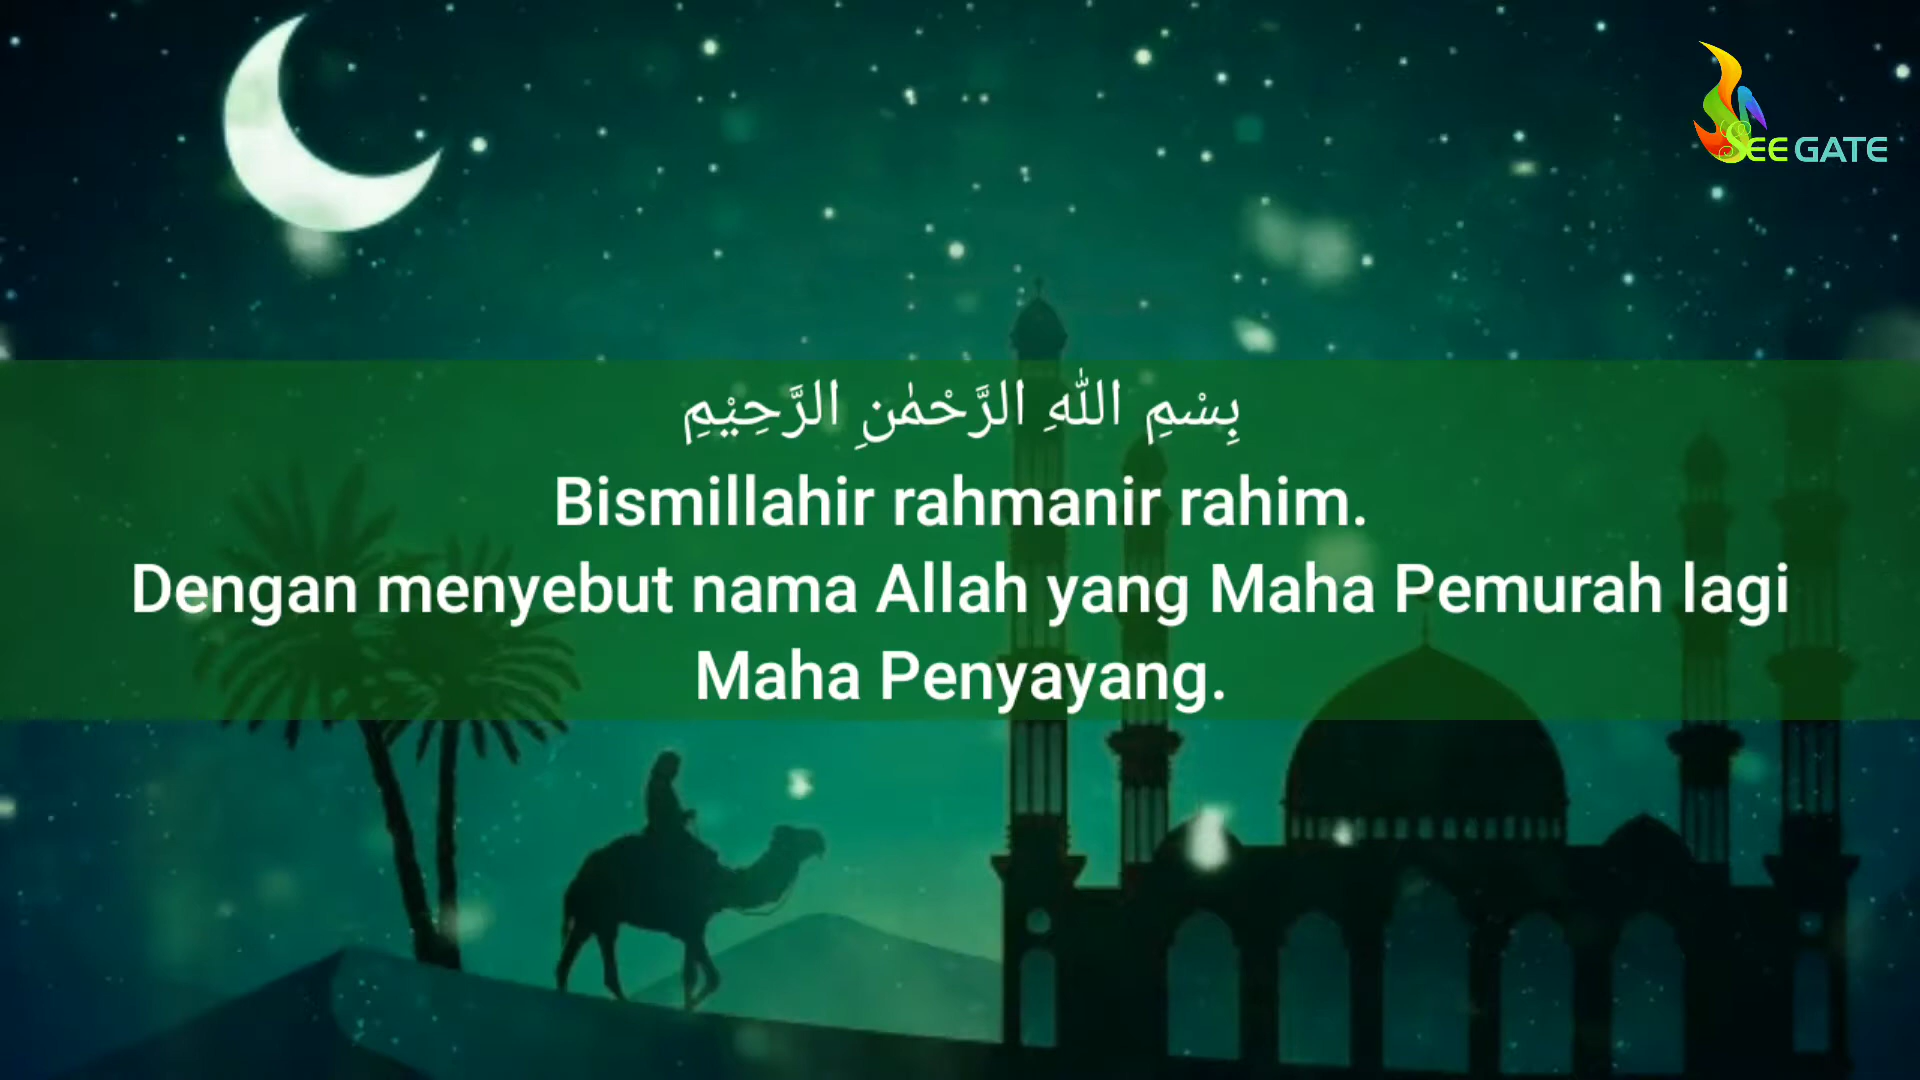 SEE GATE
بِسْمِ اللّٰهِ الرَّحْمٰنِ الرَّحِيْمِ
Bismillahir rahmanir rahim.
Dengan menyebut nama Allah yang Maha Pemurah lagi
Maha Penyayang.